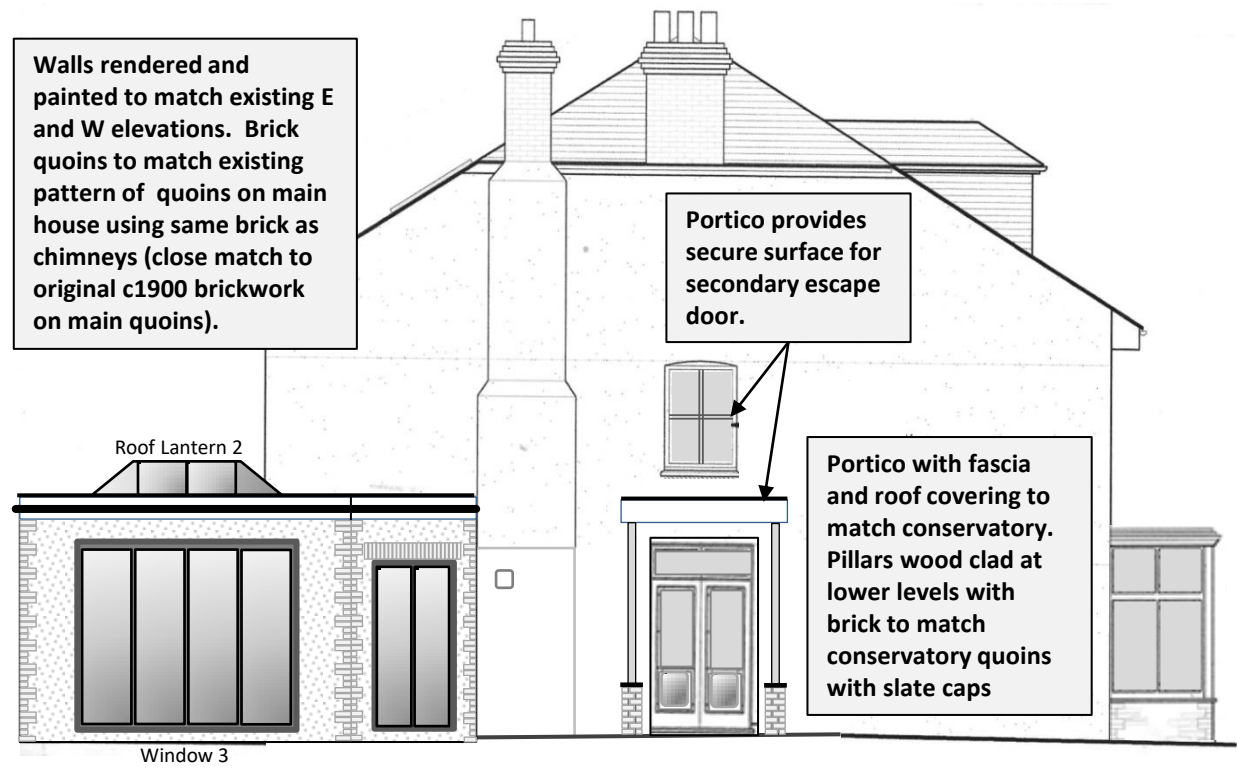 Walls rendered and
painted to match existing E
and W elevations.  Brick
quoins to match existing
pattern of  quoins on main
house using same brick as
chimneys (close match to
original c1900 brickwork
on main quoins).
Portico provides
secure surface for
secondary escape
door.
Roof Lantern 2
Portico with fascia
and roof covering to
match conservatory.
Pillars wood clad at
lower levels with
brick to match
conservatory quoins
with slate caps
Window 3